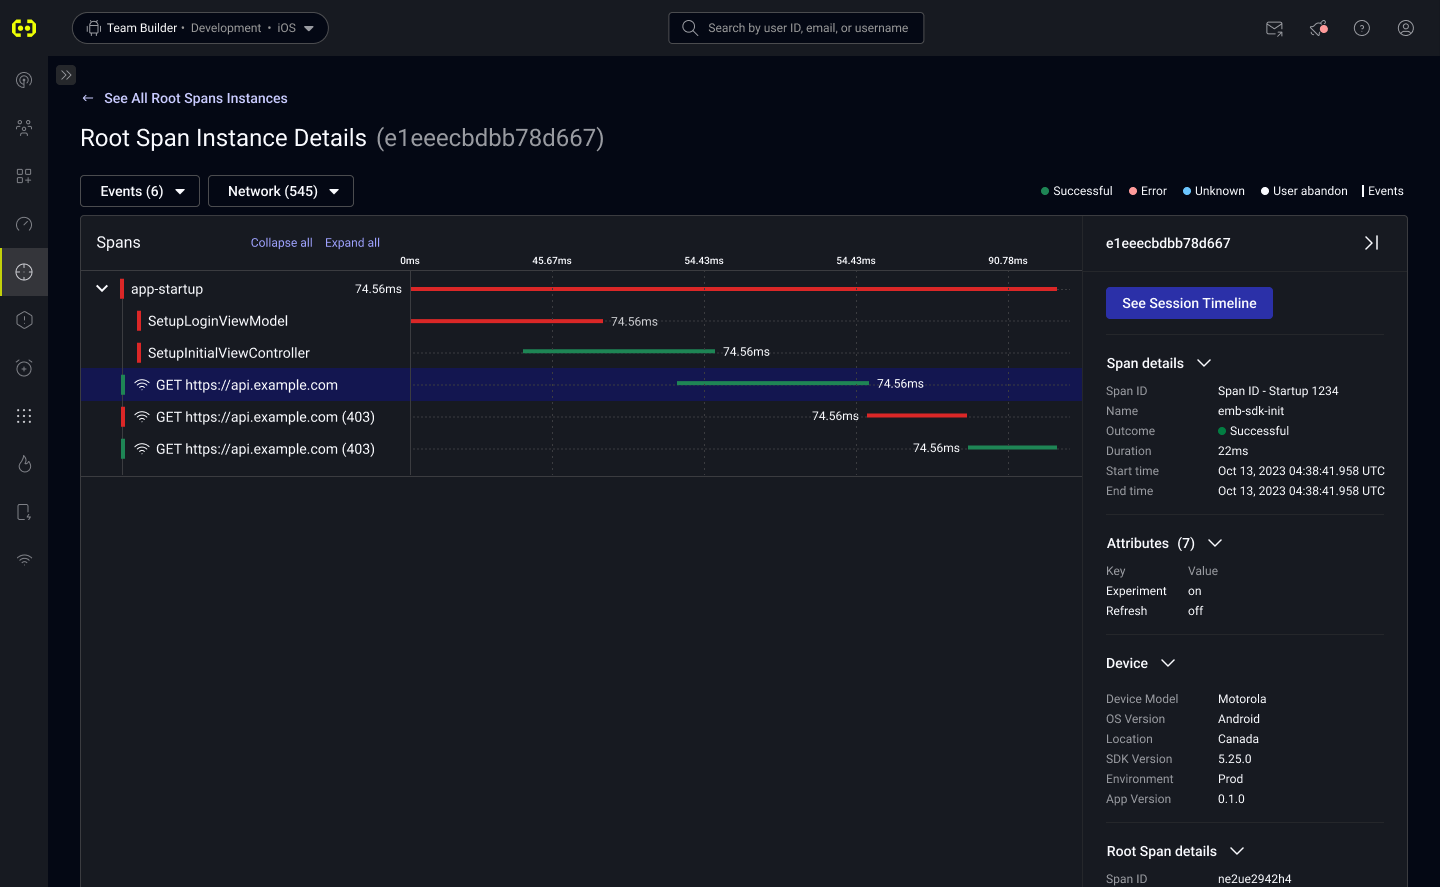 Team Builder • Development • iOS
Search by user ID, email, or username
See All Root Spans Instances
Root Span Instance Details (e1eeecbdbb78d667)
Events (6)
Network (545)
Successful
Error
Unknown
User abandon
Events
Spans
Collapse all
Expand all
0ms
45.67ms
54.43ms
54.43ms
90.78ms
app-startup
74.56ms
SetupLoginViewModel
74.56ms
SetupInitialViewController
74.56ms
GET https://api.example.com
74.56ms
GET https://api.example.com (403)
74.56ms
GET https://api.example.com (403)
74.56ms
e1eeecbdbb78d667
See Session Timeline
Span details
Span ID Span ID - Startup 1234
Name emb-sdk-init
Outcome Successful
Duration 22ms
Start time Oct 13, 2023 04:38:41.958 UTC
End time Oct 13, 2023 04:38:41.958 UTC
Attributes (7)
Key Value
Experiment on
Refresh off
Device
Device Model Motorola
OS Version Android
Location Canada
SDK Version 5.25.0
Environment Prod
App Version 0.1.0
Root Span details
Span ID ne2ue2942h4